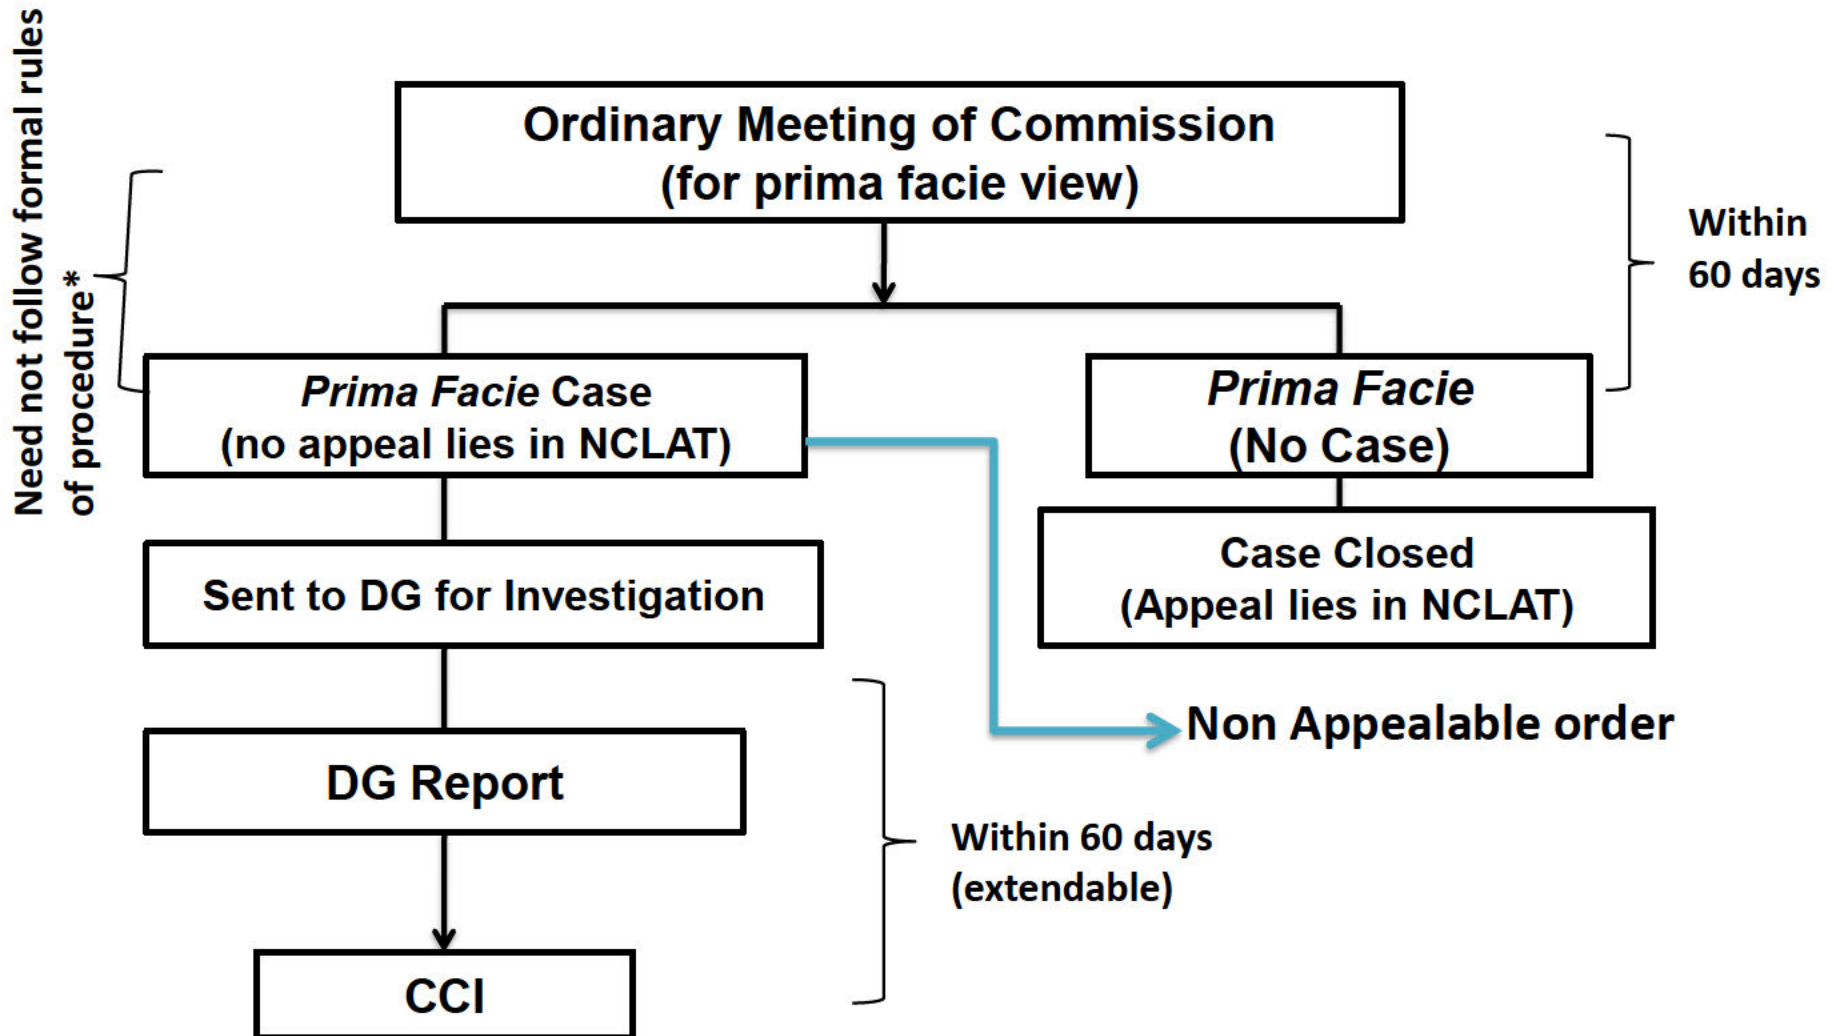 Need not follow formal rules
of procedure*
Ordinary Meeting of Commission
(for prima facie view)
Within
60 days
Prima Facie Case
(no appeal lies in NCLAT)
Prima Facie
(No Case)
Sent to DG for Investigation
Case Closed
(Appeal lies in NCLAT)
Non Appealable order
DG Report
Within 60 days
(extendable)
CCI